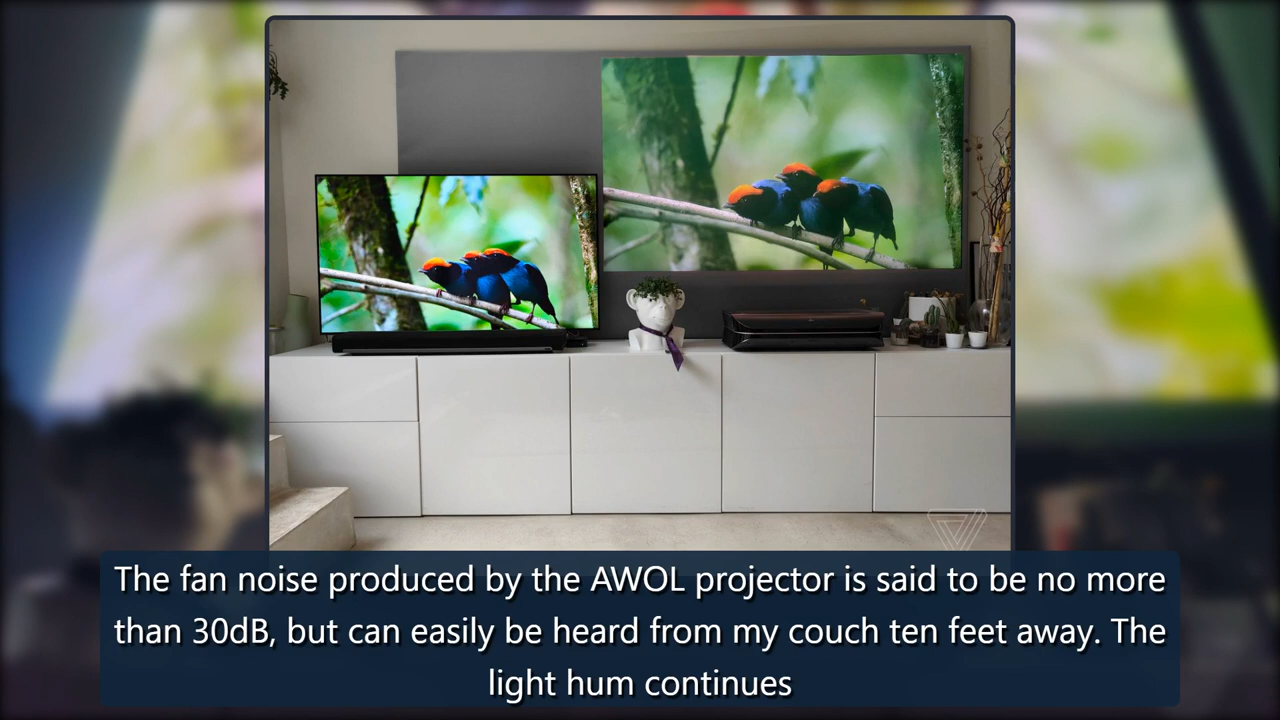 The fan noise produced by the AWOL projector is said to be no more
than 30dB, but can easily be heard from my couch ten feet away. The
light hum continues